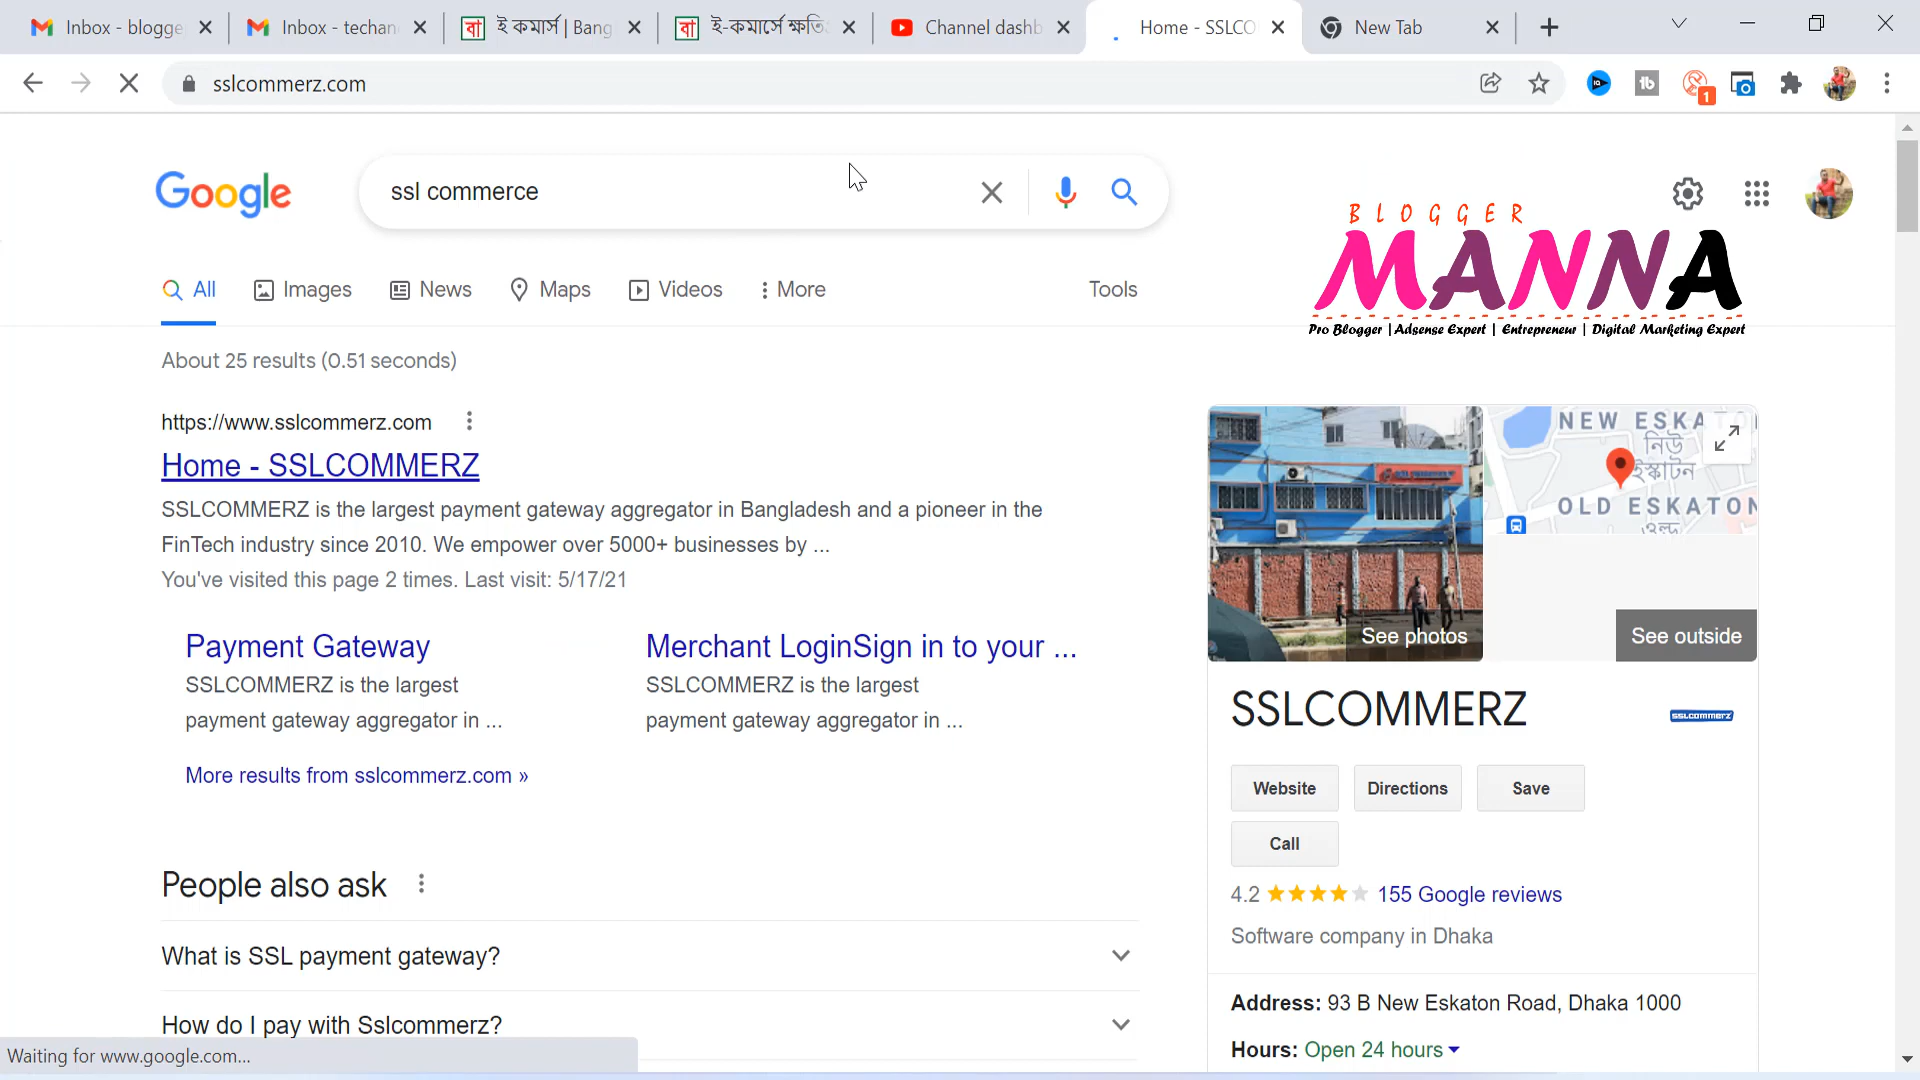 Inbox - blogge
Inbox - techan
ই কমার্স | Bang
ই-কমার্সে ক্ষতি
Channel dashb
Home - SSLCO
New Tab
sslcommerz.com
1
Google
ssl commerce
BLOGGER
MANNA
Pro Blogger | Adsense Expert | Entrepreneur | Digital Marketing Expert
All
Images
News
Maps
Videos
More
Tools
About 25 results (0.51 seconds)
https://www.sslcommerz.com
Home - SSLCOMMERZ
SSLCOMMERZ is the largest payment gateway aggregator in Bangladesh and a pioneer in the
FinTech industry since 2010. We empower over 5000+ businesses by ...
You've visited this page 2 times. Last visit: 5/17/21
Payment Gateway
SSLCOMMERZ is the largest
payment gateway aggregator in ...
Merchant LoginSign in to your ...
SSLCOMMERZ is the largest
payment gateway aggregator in ...
More results from sslcommerz.com »
People also ask
What is SSL payment gateway?
How do I pay with Sslcommerz?
Waiting for www.google.com...
NEW ESKATO
নিউ
ইস্কাটন
OLD ESKATON
ওল্ড
See photos
See outside
SSLCOMMERZ
sslcommerz
Website
Directions
Save
Call
4.2
155 Google reviews
Software company in Dhaka
Address: 93 B New Eskaton Road, Dhaka 1000
Hours: Open 24 hours